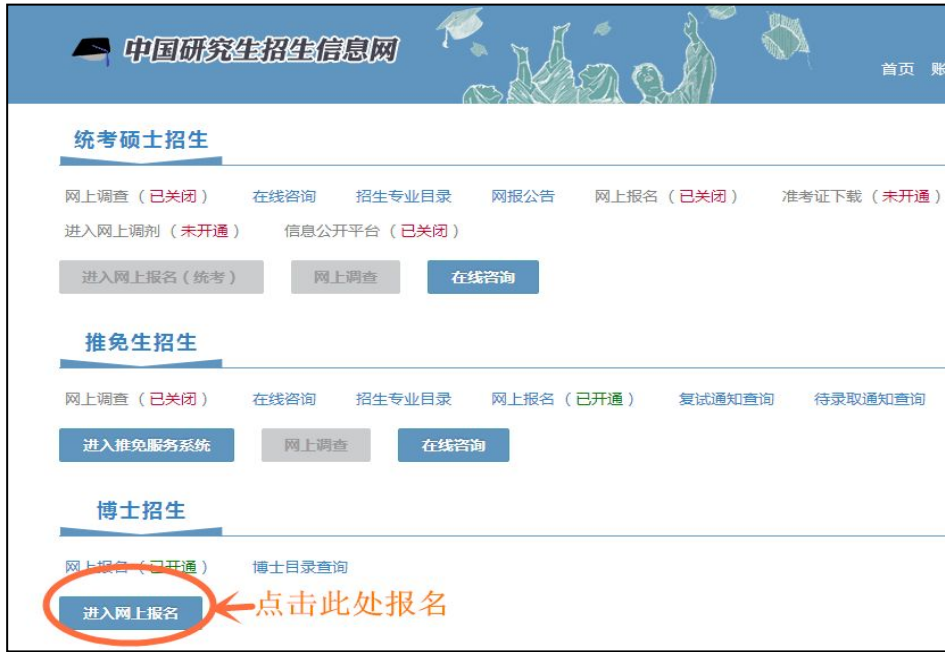 中国研究生招生信息网
首页 账
统考硕士招生
网上调查（已关闭） 在线咨询 招生专业目录 网报公告 网上报名（已关闭） 准考证下载（未开通）
进入网上调剂（未开通） 信息公开平台（已关闭）
进入网上报名（统考） 网上调查 在线咨询
推免生招生
网上调查（已关闭） 在线咨询 招生专业目录 网上报名（已开通） 复试通知查询 待录取通知查询
进入推免服务系统 网上调查 在线咨询
博士招生
网上报名（已开通） 博士目录查询
进入网上报名 点击此处报名